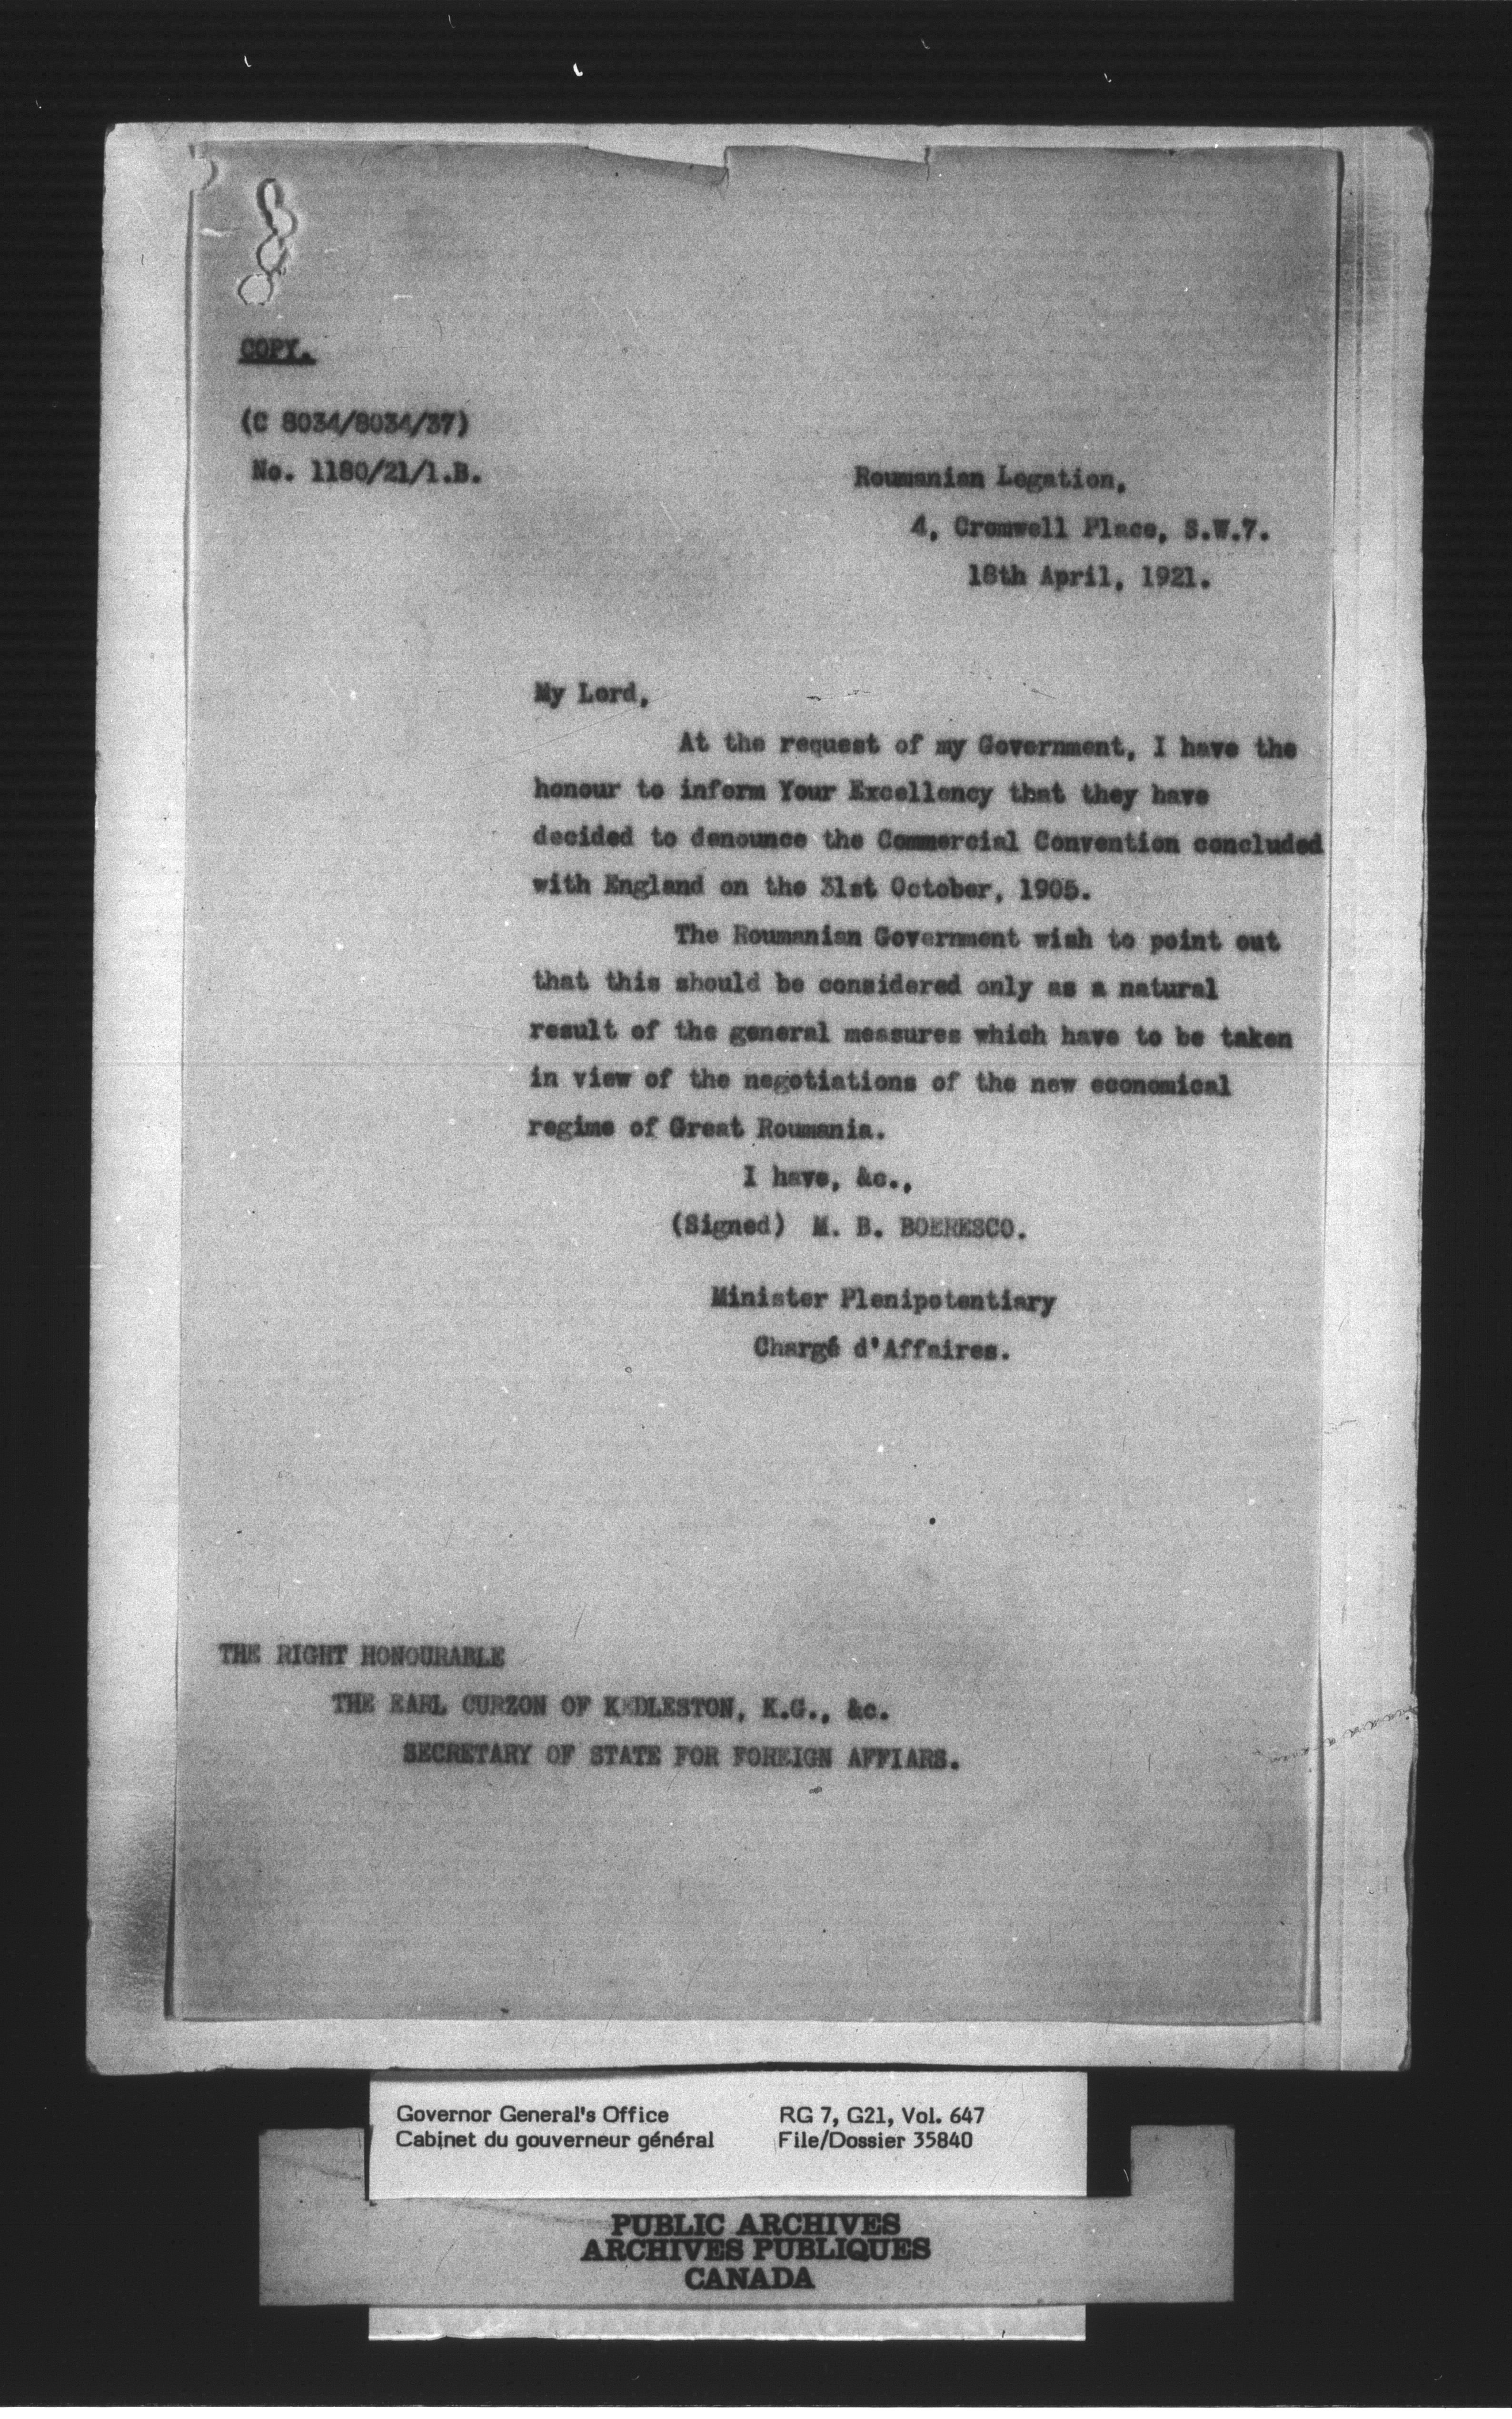 COPY.
(C 8034/8034/37)
No. 1180/21/1.B.
Roumanian Legation,
4, Cromwell Place, S.W.7.
18th April, 1921.
My Lord,
At the request of my Government, I have the
honour to inform Your Excellency that they have
decided to denounce the Commercial Convention concluded
with England on the 31st October, 1905.
The Roumanian Government wish to point out
that this should be considered only as a natural
result of the general measures which have to be taken
in view of the negotiations of the new economical
regime of Great Roumania.
I have, &c.,
(Signed) M. B. BOERESCO.
Minister Plenipotentiary
Chargé d'Affaires.
THE RIGHT HONOURABLE
THE EARL CURZON OF KEDLESTON, K.G., &c.
SECRETARY OF STATE FOR FOREIGN AFFIARS.
Governor General's Office
Cabinet du gouverneur général
RG 7, G21, Vol. 647
File/Dossier 35840
PUBLIC ARCHIVES
ARCHIVES PUBLIQUES
CANADA